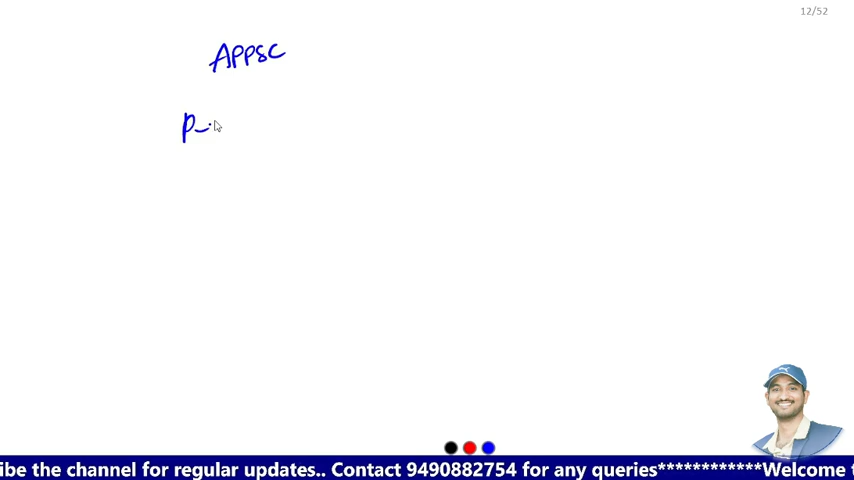 12/52
APPSC
P-
ibe the channel for regular updates.. Contact 9490882754 for any queries************Welcome t